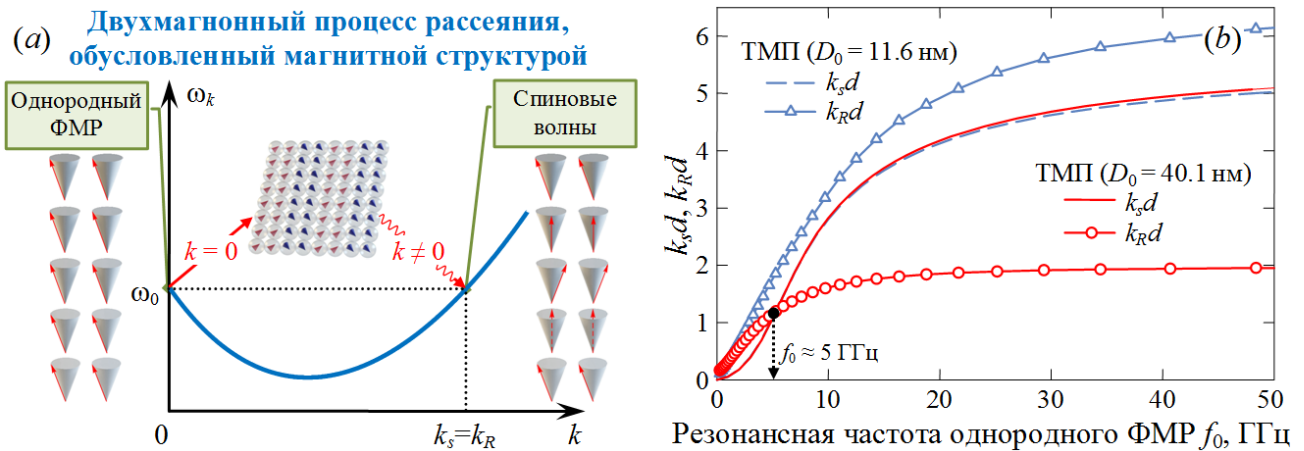 (a)
Двухмагнонный процесс рассеяния,
обусловленный магнитной структурой
Однородный
ФМР
ωk
Спиновые
волны
k = 0
k ≠ 0
ω0
0
ks=kR
k
(b)
6
5
4
3
2
1
0
ksd, kRd
ТМП (D0 = 11.6 нм)
ksd
kRd
ТМП (D0 = 40.1 нм)
ksd
kRd
f0 ≈ 5 ГГц
0 10 20 30 40 50
Резонансная частота однородного ФМР f0, ГГц